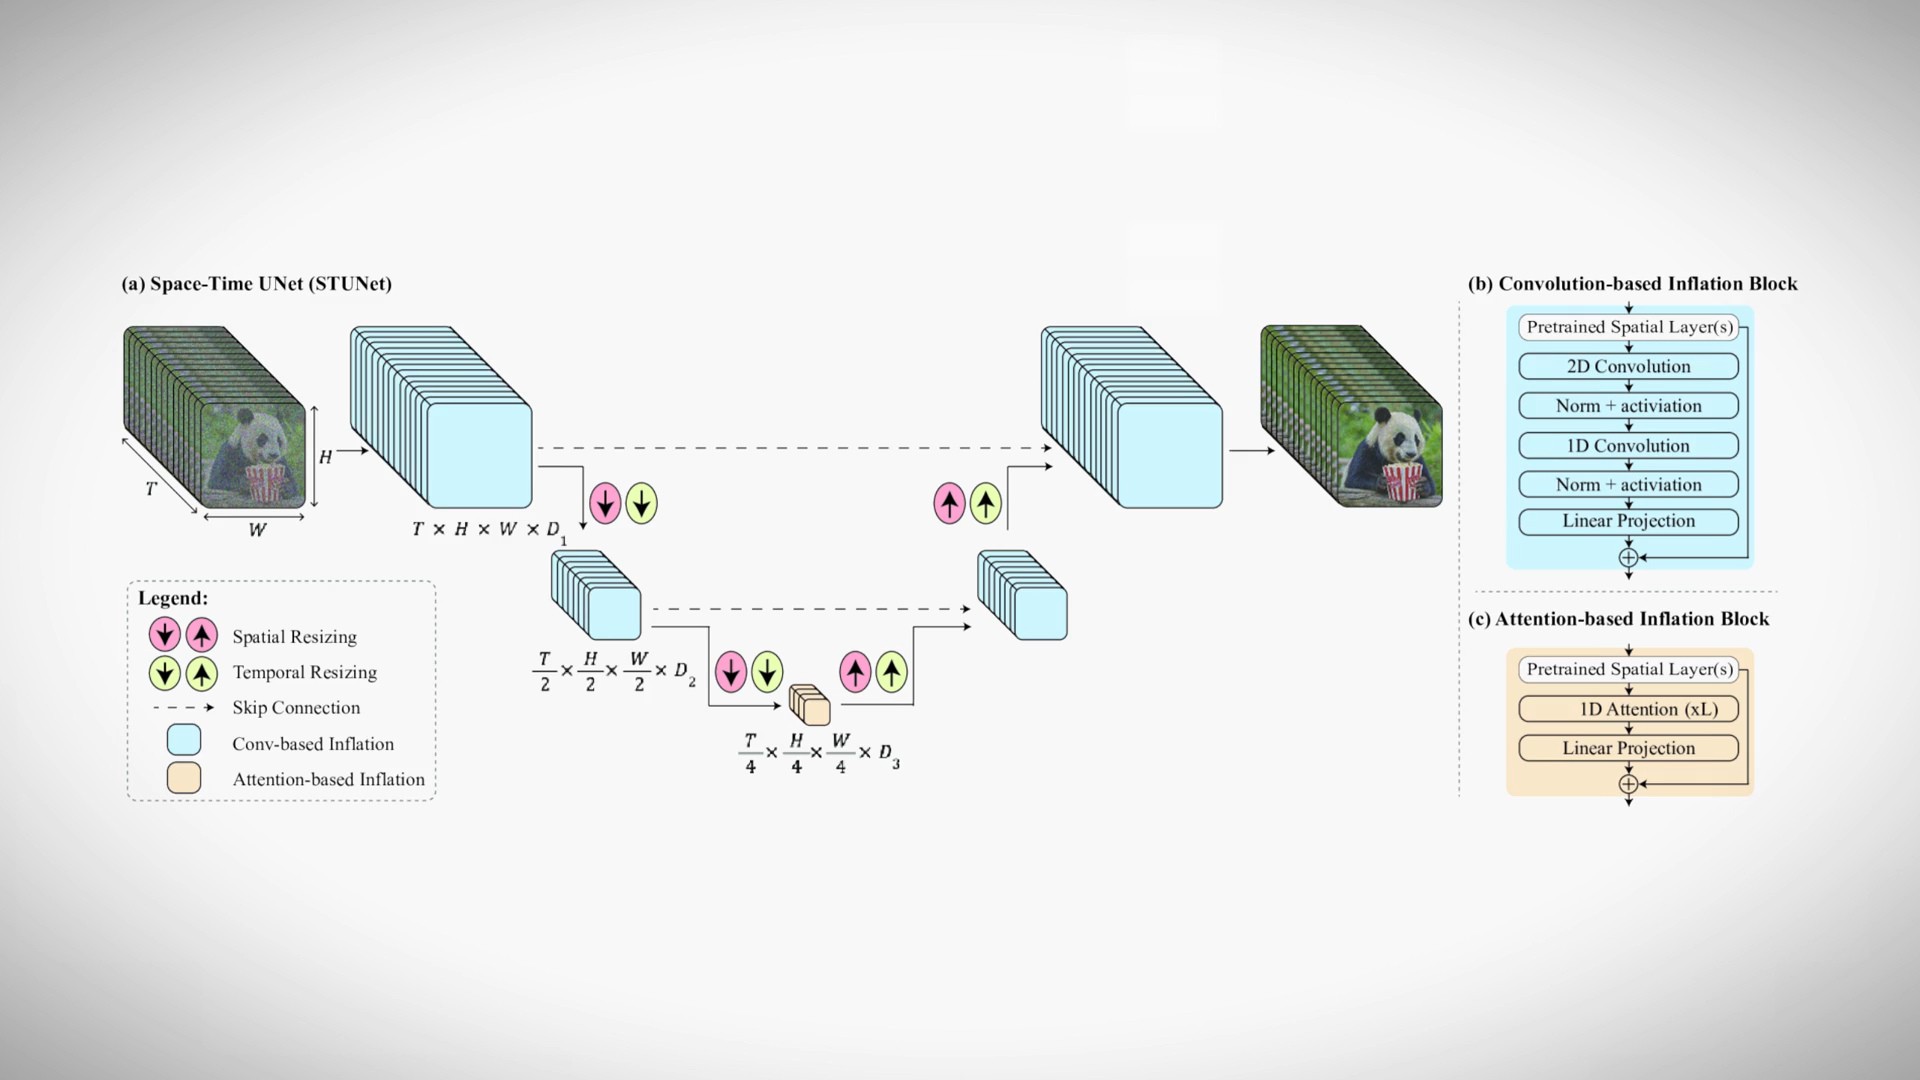 (a) Space-Time UNet (STUNet)
H
T
W
T × H × W × D1
T/2 × H/2 × W/2 × D2
T/4 × H/4 × W/4 × D3
Legend:
Spatial Resizing
Temporal Resizing
Skip Connection
Conv-based Inflation
Attention-based Inflation
(b) Convolution-based Inflation Block
Pretrained Spatial Layer(s)
2D Convolution
Norm + activiation
1D Convolution
Norm + activiation
Linear Projection
(c) Attention-based Inflation Block
Pretrained Spatial Layer(s)
1D Attention (xL)
Linear Projection